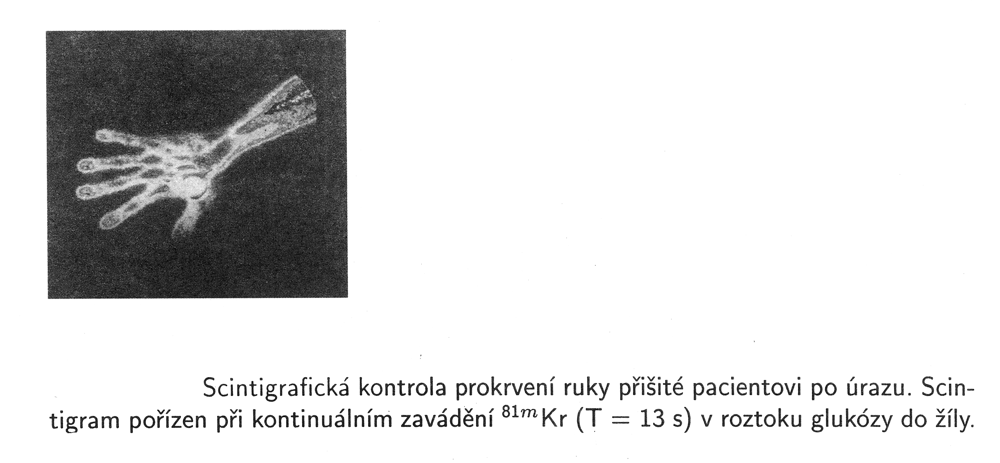 Scintigrafická kontrola prokrvení ruky přišité pacientovi po úrazu. Scin-
tigram pořízen při kontinuálním zavádění ⁸¹ᵐKr (T = 13 s) v roztoku glukózy do žíly.